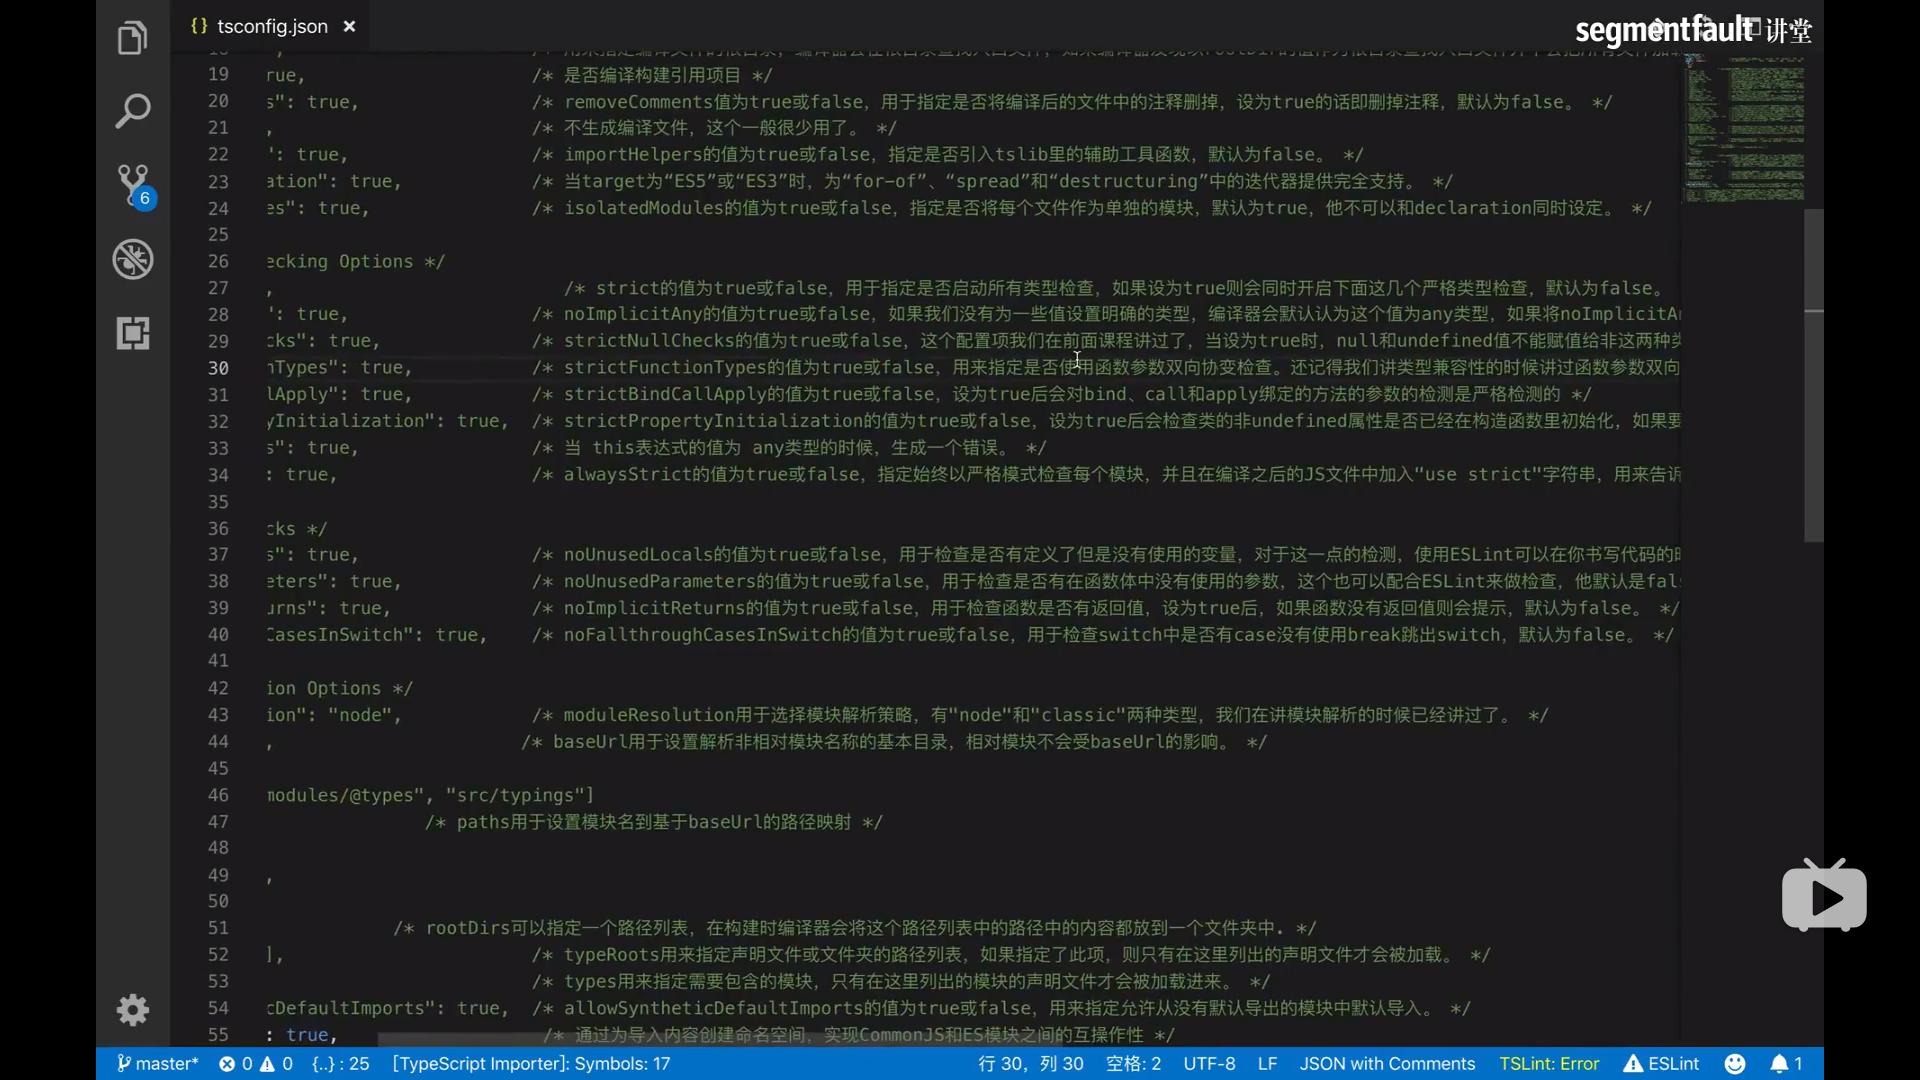 {} tsconfig.json ×
segmentfault 讲堂
19 rue, /* 是否编译构建引用项目 */
20 s": true, /* removeComments值为true或false，用于指定是否将编译后的文件中的注释删掉，设为true的话即删掉注释，默认为false。 */
21 , /* 不生成编译文件，这个一般很少用了。 */
22 ": true, /* importHelpers的值为true或false，指定是否引入tslib里的辅助工具函数，默认为false。 */
23 ation": true, /* 当target为“ES5”或“ES3”时，为“for-of”、“spread”和“destructuring”中的迭代器提供完全支持。 */
24 es": true, /* isolatedModules的值为true或false，指定是否将每个文件作为单独的模块，默认为true，他不可以和declaration同时设定。 */
25
26 ecking Options */
27 , /* strict的值为true或false，用于指定是否启动所有类型检查，如果设为true则会同时开启下面这几个严格类型检查，默认为false。
28 ": true, /* noImplicitAny的值为true或false，如果我们没有为一些值设置明确的类型，编译器会默认认为这个值为any类型，如果将noImplicitA
29 cks": true, /* strictNullChecks的值为true或false，这个配置项我们在前面课程讲过了，当设为true时，null和undefined值不能赋值给非这两种类
30 nTypes": true, /* strictFunctionTypes的值为true或false，用来指定是否使用函数参数双向协变检查。还记得我们讲类型兼容性的时候讲过函数参数双向
31 lApply": true, /* strictBindCallApply的值为true或false，设为true后会对bind、call和apply绑定的方法的参数的检测是严格检测的 */
32 yInitialization": true, /* strictPropertyInitialization的值为true或false，设为true后会检查类的非undefined属性是否已经在构造函数里初始化，如果要
33 s": true, /* 当 this表达式的值为 any类型的时候，生成一个错误。 */
34 : true, /* alwaysStrict的值为true或false，指定始终以严格模式检查每个模块，并且在编译之后的JS文件中加入"use strict"字符串，用来告诉
35
36 cks */
37 s": true, /* noUnusedLocals的值为true或false，用于检查是否有定义了但是没有使用的变量，对于这一点的检测，使用ESLint可以在你书写代码的时
38 eters": true, /* noUnusedParameters的值为true或false，用于检查是否有在函数体中没有使用的参数，这个也可以配合ESLint来做检查，他默认是fal
39 urns": true, /* noImplicitReturns的值为true或false，用于检查函数是否有返回值，设为true后，如果函数没有返回值则会提示，默认为false。 */
40 CasesInSwitch": true, /* noFallthroughCasesInSwitch的值为true或false，用于检查switch中是否有case没有使用break跳出switch，默认为false。 */
41
42 ion Options */
43 ion": "node", /* moduleResolution用于选择模块解析策略，有"node"和"classic"两种类型，我们在讲模块解析的时候已经讲过了。 */
44 , /* baseUrl用于设置解析非相对模块名称的基本目录，相对模块不会受baseUrl的影响。 */
45
46 modules/@types", "src/typings"]
47 /* paths用于设置模块名到基于baseUrl的路径映射 */
48
49 ,
50
51 /* rootDirs可以指定一个路径列表，在构建时编译器会将这个路径列表中的路径中的内容都放到一个文件夹中. */
52 ], /* typeRoots用来指定声明文件或文件夹的路径列表，如果指定了此项，则只有在这里列出的声明文件才会被加载。 */
53 /* types用来指定需要包含的模块，只有在这里列出的模块的声明文件才会被加载进来。 */
54 cDefaultImports": true, /* allowSyntheticDefaultImports的值为true或false，用来指定允许从没有默认导出的模块中默认导入。 */
55 : true, /* 通过为导入内容创建命名空间，实现CommonJS和ES模块之间的互操作性 */
6
master* 0 0 {..} : 25 [TypeScript Importer]: Symbols: 17 行 30，列 30 空格: 2 UTF-8 LF JSON with Comments TSLint: Error ESLint 1